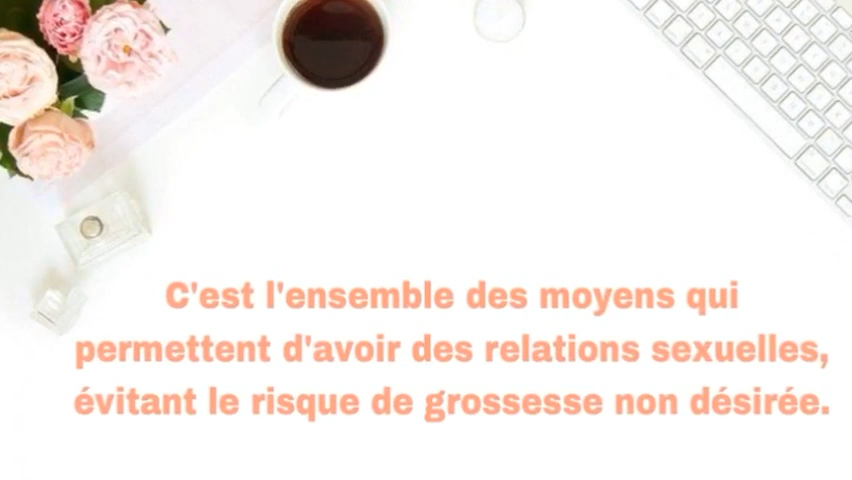 C'est l'ensemble des moyens qui
permettent d'avoir des relations sexuelles,
évitant le risque de grossesse non désirée.